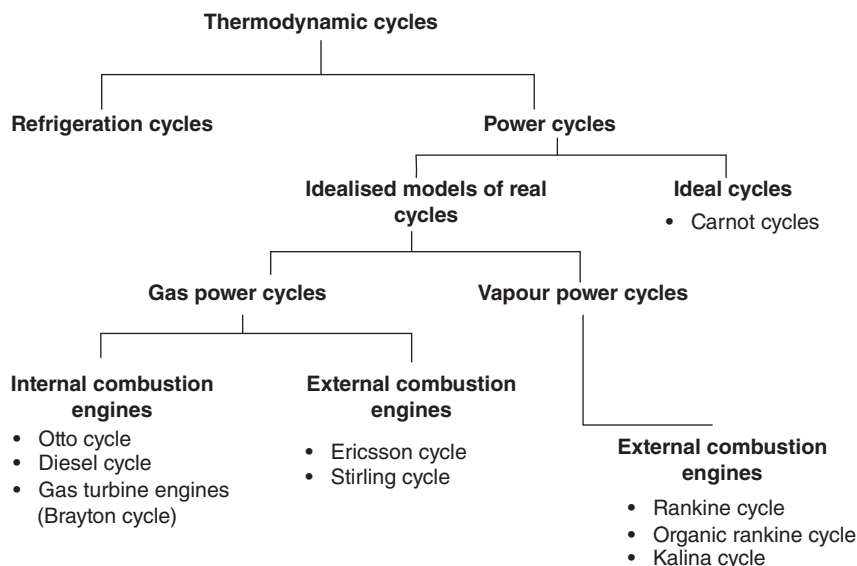 Thermodynamic cycles
Refrigeration cycles
Power cycles
Idealised models of real
cycles
Ideal cycles
• Carnot cycles
Gas power cycles
Vapour power cycles
Internal combustion
engines
• Otto cycle
• Diesel cycle
• Gas turbine engines
(Brayton cycle)
External combustion
engines
• Ericsson cycle
• Stirling cycle
External combustion
engines
• Rankine cycle
• Organic rankine cycle
• Kalina cycle